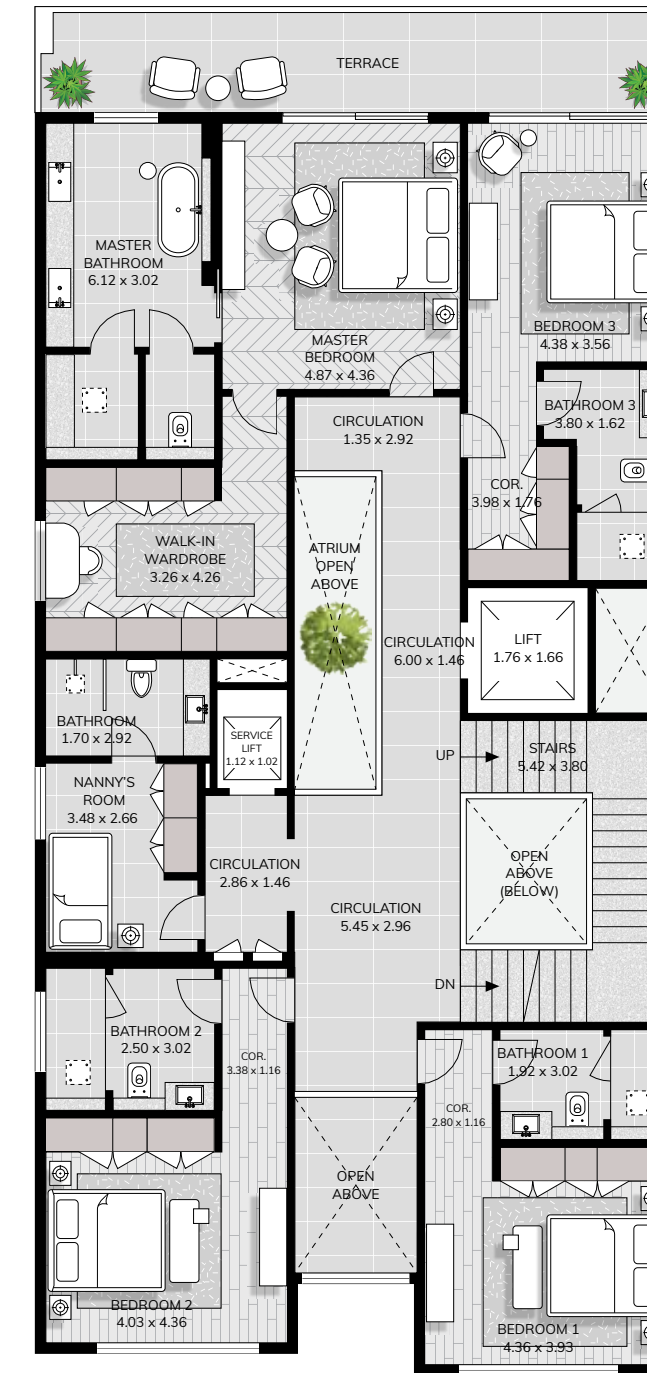 TERRACE
MASTER
BATHROOM
6.12 x 3.02
MASTER
BEDROOM
4.87 x 4.36
BEDROOM 3
4.38 x 3.56
BATHROOM 3
3.80 x 1.62
CIRCULATION
1.35 x 2.92
COR.
3.98 x 1.76
WALK-IN
WARDROBE
3.26 x 4.26
ATRIUM
OPEN
ABOVE
CIRCULATION
6.00 x 1.46
LIFT
1.76 x 1.66
BATHROOM
1.70 x 2.92
SERVICE
LIFT
1.12 x 1.02
UP
STAIRS
5.42 x 3.80
NANNY'S
ROOM
3.48 x 2.66
CIRCULATION
2.86 x 1.46
OPEN
ABOVE
(BELOW)
CIRCULATION
5.45 x 2.96
DN
BATHROOM 2
2.50 x 3.02
COR.
3.38 x 1.16
BATHROOM 1
1.92 x 3.02
COR.
2.80 x 1.16
OPEN
ABOVE
BEDROOM 2
4.03 x 4.36
BEDROOM 1
4.36 x 3.93